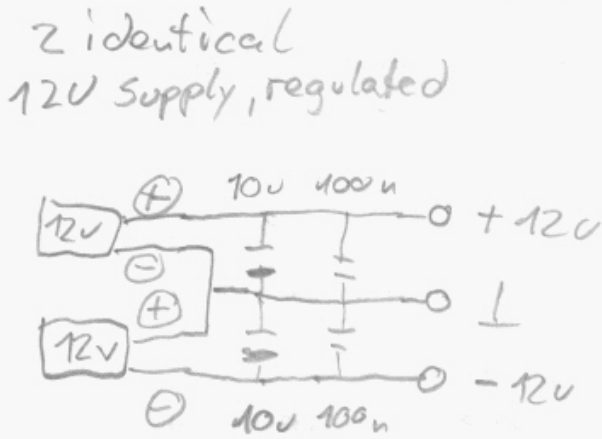 2 identical
12V supply, regulated
+ 10u 100n
12v + 12v
-
+ ⊥
12v
- 12v
- 10u 100n